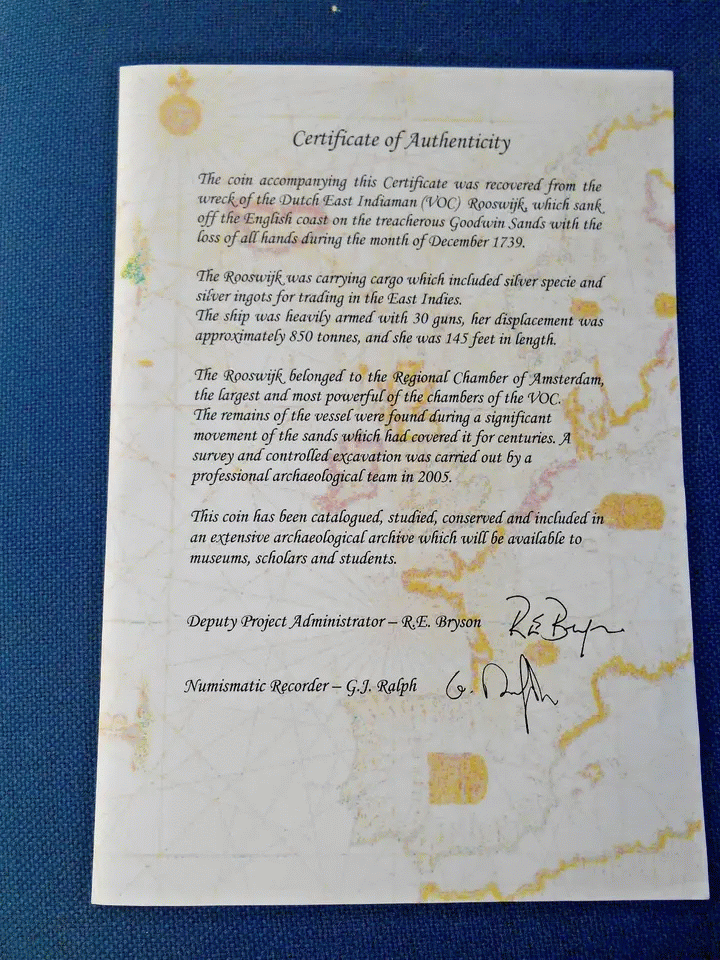 Certificate of Authenticity
The coin accompanying this Certificate was recovered from the
wreck of the Dutch East Indiaman (VOC) Rooswijk, which sank
off the English coast on the treacherous Goodwin Sands with the
loss of all hands during the month of December 1739.
The Rooswijk was carrying cargo which included silver specie and
silver ingots for trading in the East Indies.
The ship was heavily armed with 30 guns, her displacement was
approximately 850 tonnes, and she was 145 feet in length.
The Rooswijk belonged to the Regional Chamber of Amsterdam,
the largest and most powerful of the chambers of the VOC.
The remains of the vessel were found during a significant
movement of the sands which had covered it for centuries. A
survey and controlled excavation was carried out by a
professional archaeological team in 2005.
This coin has been catalogued, studied, conserved and included in
an extensive archaeological archive which will be available to
museums, scholars and students.
Deputy Project Administrator – R.E. Bryson R E Bryson
Numismatic Recorder – G.J. Ralph G. Ralph